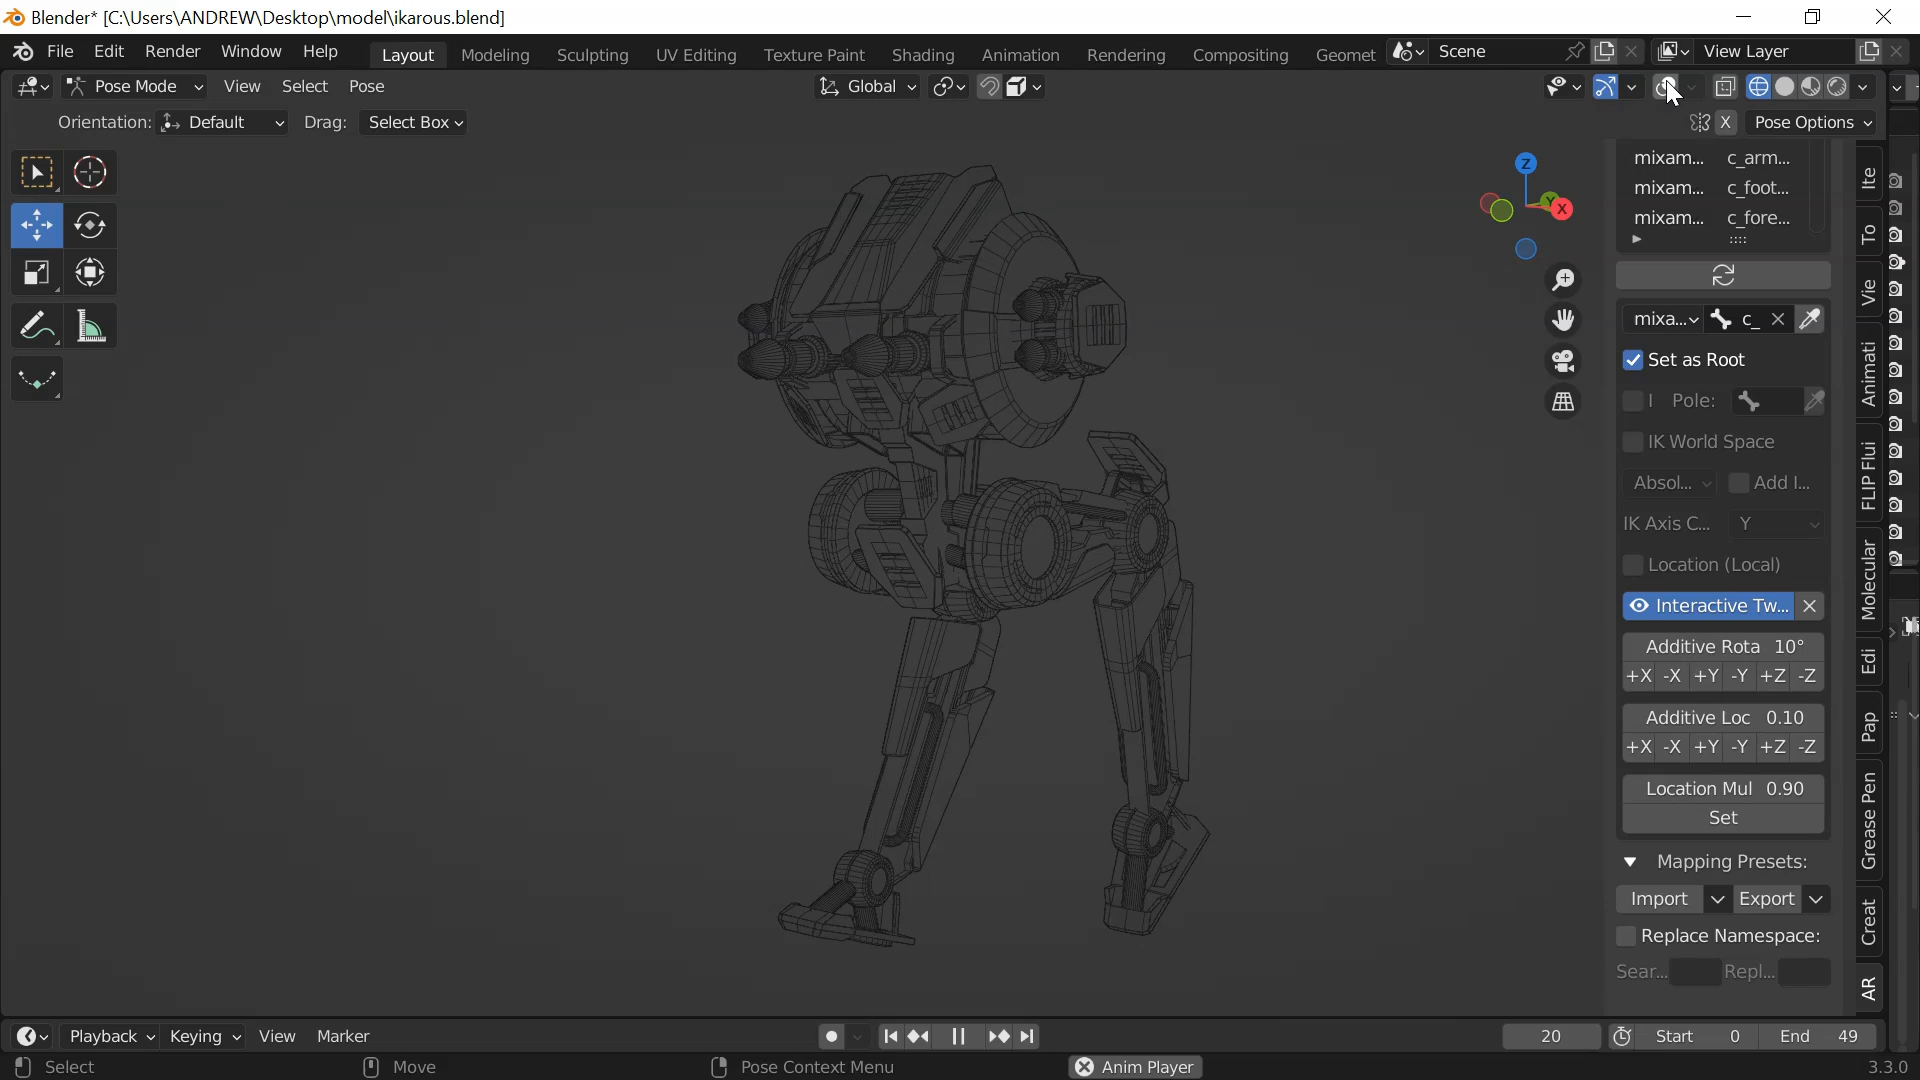 Blender* [C:\Users\ANDREW\Desktop\model\ikarous.blend]
File Edit Render Window Help Layout Modeling Sculpting UV Editing Texture Paint Shading Animation Rendering Compositing Geomet Scene View Layer
Pose Mode View Select Pose Global
Orientation: Default Drag: Select Box X Pose Options
mixam... c_arm...
mixam... c_foot...
mixam... c_fore...
Z
Y
X
mixa... c_
Set as Root
I Pole:
IK World Space
Absol... Add I...
IK Axis C... Y
Location (Local)
Interactive Tw...
Additive Rota 10°
+X -X +Y -Y +Z -Z
Additive Loc 0.10
+X -X +Y -Y +Z -Z
Location Mul 0.90
Set
Mapping Presets:
Import Export
Replace Namespace:
Sear... Repl...
Ite
To
Vie
Animati
FLIP Flui
Molecular
Edi
Pap
Grease Pen
Creat
AR
Playback Keying View Marker 20 Start 0 End 49
Select Move Pose Context Menu Anim Player 3.3.0